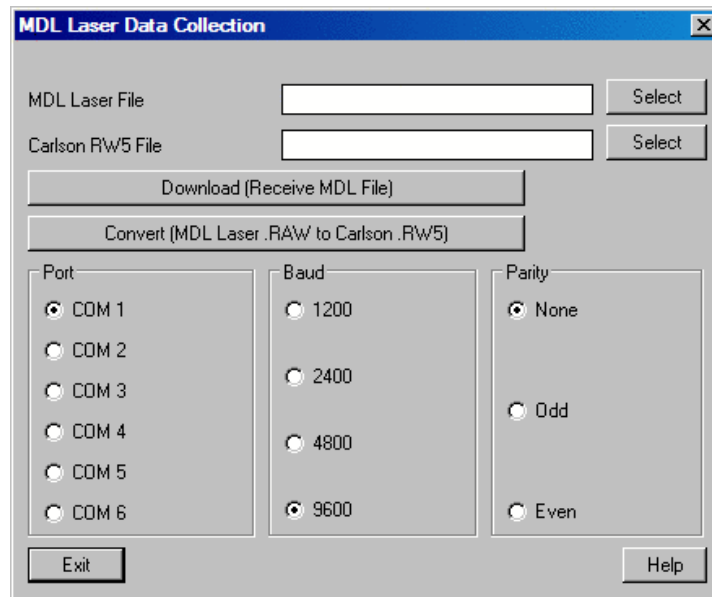 MDL Laser Data Collection
MDL Laser File
Select
Carlson RW5 File
Select
Download (Receive MDL File)
Convert (MDL Laser .RAW to Carlson .RW5)
Port
COM 1
COM 2
COM 3
COM 4
COM 5
COM 6
Baud
1200
2400
4800
9600
Parity
None
Odd
Even
Exit
Help